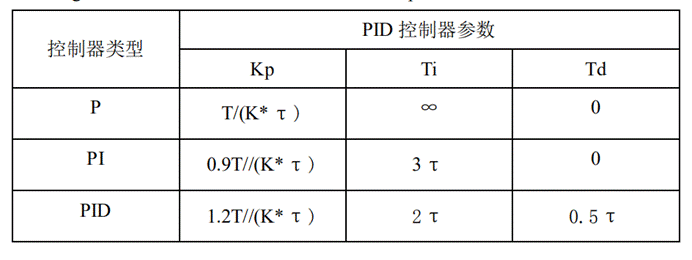 控制器类型
PID 控制器参数
Kp Ti Td
P T/(K* τ ) ∞ 0
PI 0.9T//(K* τ ) 3 τ 0
PID 1.2T//(K* τ ) 2 τ 0.5 τ